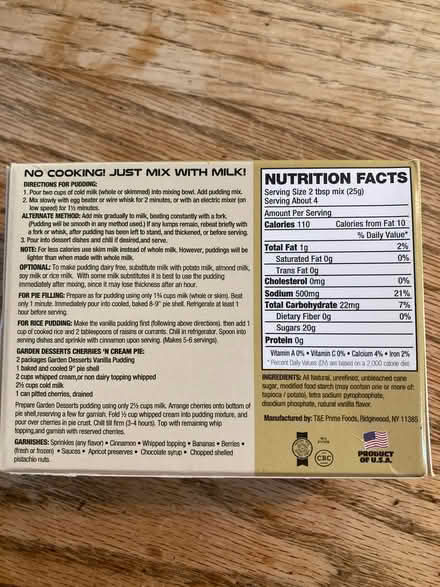 NO COOKING! JUST MIX WITH MILK!
DIRECTIONS FOR PUDDING:
1. Pour two cups of cold milk (whole or skimmed) into mixing bowl. Add pudding mix.
2. Mix slowly with egg beater or wire whisk for 2 minutes, or with an electric mixer (on
low speed) for 1½ minutes.
ALTERNATE METHOD: Add mix gradually to milk, beating constantly with a fork.
(Pudding will be smooth in any method used.) If any lumps remain, rebeat briefly with
a fork or whisk, after pudding has been left to stand, and thickened, or before serving.
3. Pour into dessert dishes and chill if desired,and serve.
NOTE: For less calories use skim milk instead of whole milk. However, puddings will be
lighter than when made with whole milk.
OPTIONAL: To make pudding dairy free, substitute milk with potato milk, almond milk,
soy milk or rice milk. With some milk substitutes it is best to use the pudding
immediately after mixing, since it may lose thickness after an hour.
FOR PIE FILLING: Prepare as for pudding using only 1¾ cups milk (whole or skim). Beat
only 1 minute. Immediately pour into cooled, baked 8-9" pie shell. Refrigerate at least 1
hour before serving.
FOR RICE PUDDING: Make the vanilla pudding first (following above directions). then add 1
cup of cooked rice and 2 tablespoons of raisins or currants. Chill in refrigerator. Spoon into
serving dishes and sprinkle with cinnamon upon serving. (Makes 5-6 servings).
GARDEN DESSERTS CHERRIES 'N CREAM PIE:
2 packages Garden Desserts Vanilla Pudding
1 baked and cooled 9" pie shell
2 cups whipped cream,or non dairy topping whipped
2½ cups cold milk
1 can pitted cherries, drained
Prepare Garden Desserts pudding using only 2½ cups milk. Arrange cherries onto bottom of
pie shell,reserving a few for garnish. Fold ½ cup whipped cream into pudding mixture, and
pour over cherries in pie crust. Chill till firm (3-4 hours). Top with remaining whip
topping,and garnish with reserved cherries.
GARNISHES: Sprinkles (any flavor) • Cinnamon • Whipped topping • Bananas • Berries •
(fresh or frozen) • Sauces • Apricot preserves • Chocolate syrup • Chopped shelled
pistachio nuts.
NUTRITION FACTS
Serving Size 2 tbsp mix (25g)
Serving About 4
Amount Per Serving
Calories 110 Calories from Fat 10
% Daily Value*
Total Fat 1g 2%
Saturated Fat 0g 0%
Trans Fat 0g
Cholesterol 0mg 0%
Sodium 500mg 21%
Total Carbohydrate 22mg 7%
Dietary Fiber 0g 0%
Sugars 20g
Protein 0g
Vitamin A 0% • Vitamin C 0% • Calcium 4% • Iron 2%
*Percent Daily Values (DV) are based on a 2,000 calorie diet.
INGREDIENTS: All Natural, unrefined, unbleached cane
sugar, modified food starch (may contain one or more of:
tapioca / potato), tetra sodium pyrophosphate,
disodium phosphate, natural vanilla flavor.
Manufactured by: T&E Prime Foods, Ridgewood, NY 11385
CBC
PRODUCT
OF U.S.A.